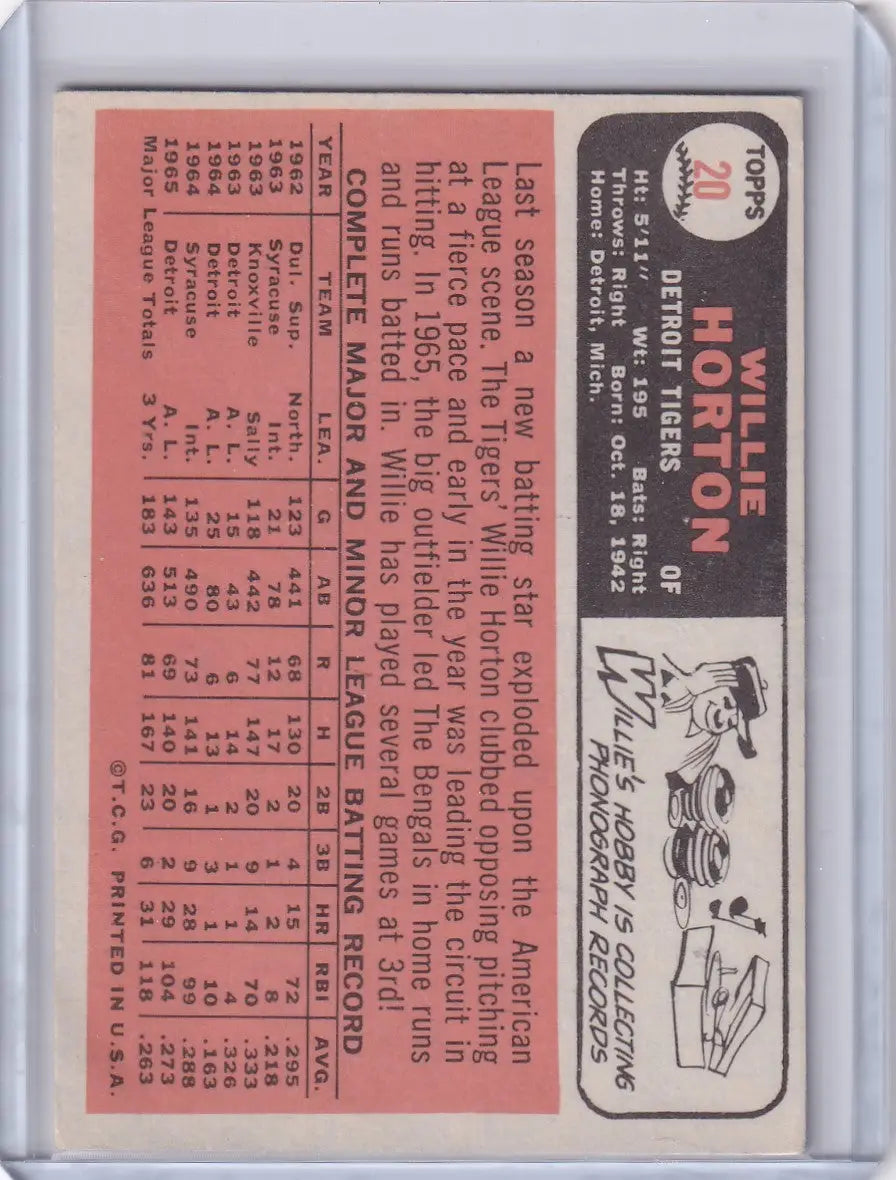 TOPPS
20
WILLIE
HORTON
DETROIT TIGERS OF
Ht: 5'11" Wt: 195 Bats: Right
Throws: Right Born: Oct. 18, 1942
Home: Detroit, Mich.
WILLIE'S HOBBY IS COLLECTING
PHONOGRAPH RECORDS
Last season a new batting star exploded upon the American
League scene. The Tigers' Willie Horton clubbed opposing pitching
at a fierce pace and early in the year was leading the circuit in
hitting. In 1965, the big outfielder led The Bengals in home runs
and runs batted in. Willie has played several games at 3rd!
COMPLETE MAJOR AND MINOR LEAGUE BATTING RECORD
YEAR TEAM LEA. G AB R H 2B 3B HR RBI AVG.
1962 Dul. Sup. North. 123 441 68 130 20 4 15 72 .295
1963 Syracuse Int. 21 78 12 17 2 1 2 8 .218
1963 Knoxville Sally 118 442 77 147 20 9 14 70 .333
1963 Detroit A. L. 15 43 6 14 2 1 1 4 .326
1964 Detroit A. L. 25 80 6 13 1 3 1 10 .163
1964 Syracuse Int. 135 490 73 141 16 9 28 99 .288
1965 Detroit A. L. 143 513 69 140 20 2 29 104 .273
Major League Totals 3 Yrs. 183 636 81 167 23 6 31 118 .263
©T.C.G. PRINTED IN U.S.A.